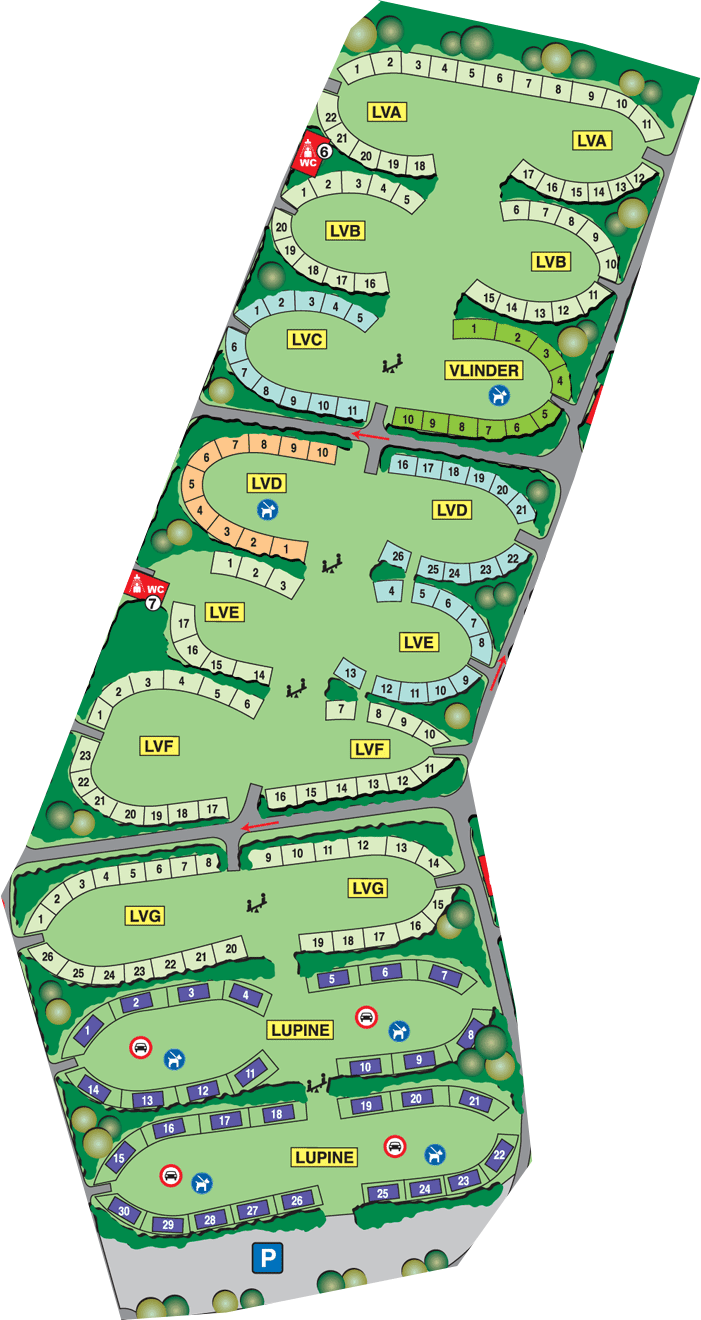 1 2 3 4 5 6 7 8 9 10 11
LVA
LVA
22 21 20 19 18
17 16 15 14 13 12
6
WC
1 2 3 4 5
6 7 8 9 10
LVB
LVB
20 19 18 17 16
15 14 13 12 11
1 2 3 4 5
LVC
6 7 8 9 10 11
1 2 3 4 5
VLINDER
10 9 8 7 6
6 7 8 9 10
LVD
5 4 3 2 1
16 17 18 19 20 21
LVD
26 25 24 23 22
1 2 3
WC
7
LVE
17 16 15 14
4 5 6 7 8
LVE
13 12 11 10 9
1 2 3 4 5 6
LVF
23 22 21 20 19 18 17
7 8 9 10
LVF
16 15 14 13 12 11
1 2 3 4 5 6 7 8
9 10 11 12 13 14
LVG
LVG
26 25 24 23 22 21 20
19 18 17 16 15
1 2 3 4
5 6 7 8
LUPINE
14 13 12 11
10 9
15 16 17 18
19 20 21 22
LUPINE
30 29 28 27 26
25 24 23
P